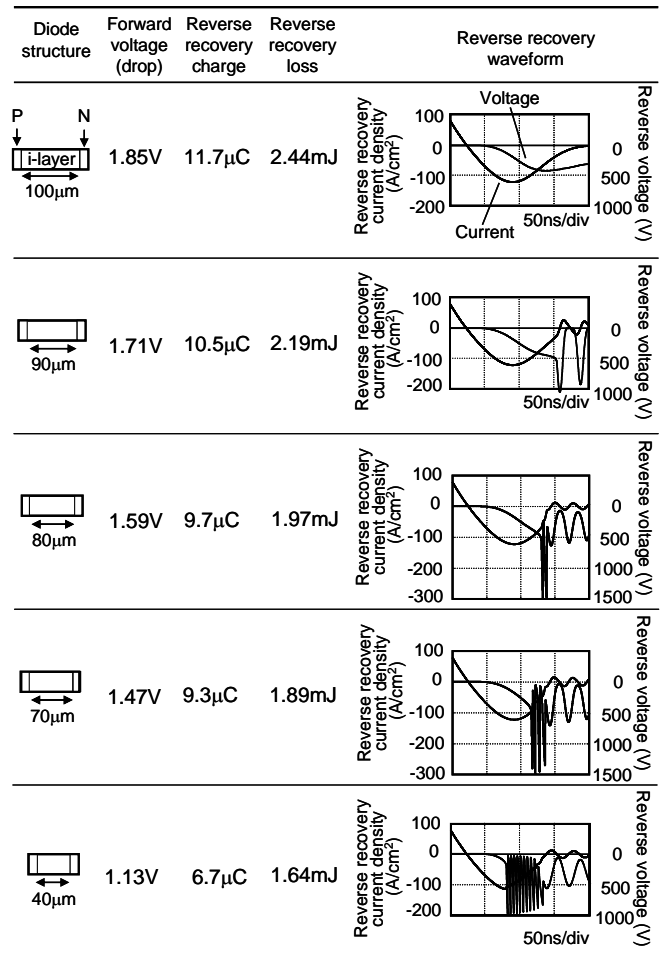 Diode structure
Forward voltage (drop)
Reverse recovery charge
Reverse recovery loss
Reverse recovery waveform
P
N
i-layer
100μm
1.85V
11.7μC
2.44mJ
Reverse recovery
current density
(A/cm²)
100
0
-100
-200
Voltage
Current
50ns/div
0
500
1000
Reverse voltage (V)
90μm
1.71V
10.5μC
2.19mJ
Reverse recovery
current density
(A/cm²)
100
0
-100
-200
50ns/div
0
500
1000
Reverse voltage (V)
80μm
1.59V
9.7μC
1.97mJ
Reverse recovery
current density
(A/cm²)
100
0
-100
-200
-300
0
500
1000
1500
Reverse voltage (V)
70μm
1.47V
9.3μC
1.89mJ
Reverse recovery
current density
(A/cm²)
100
0
-100
-200
-300
0
500
1000
1500
Reverse voltage (V)
40μm
1.13V
6.7μC
1.64mJ
Reverse recovery
current density
(A/cm²)
100
0
-100
-200
50ns/div
0
500
1000
Reverse voltage (V)